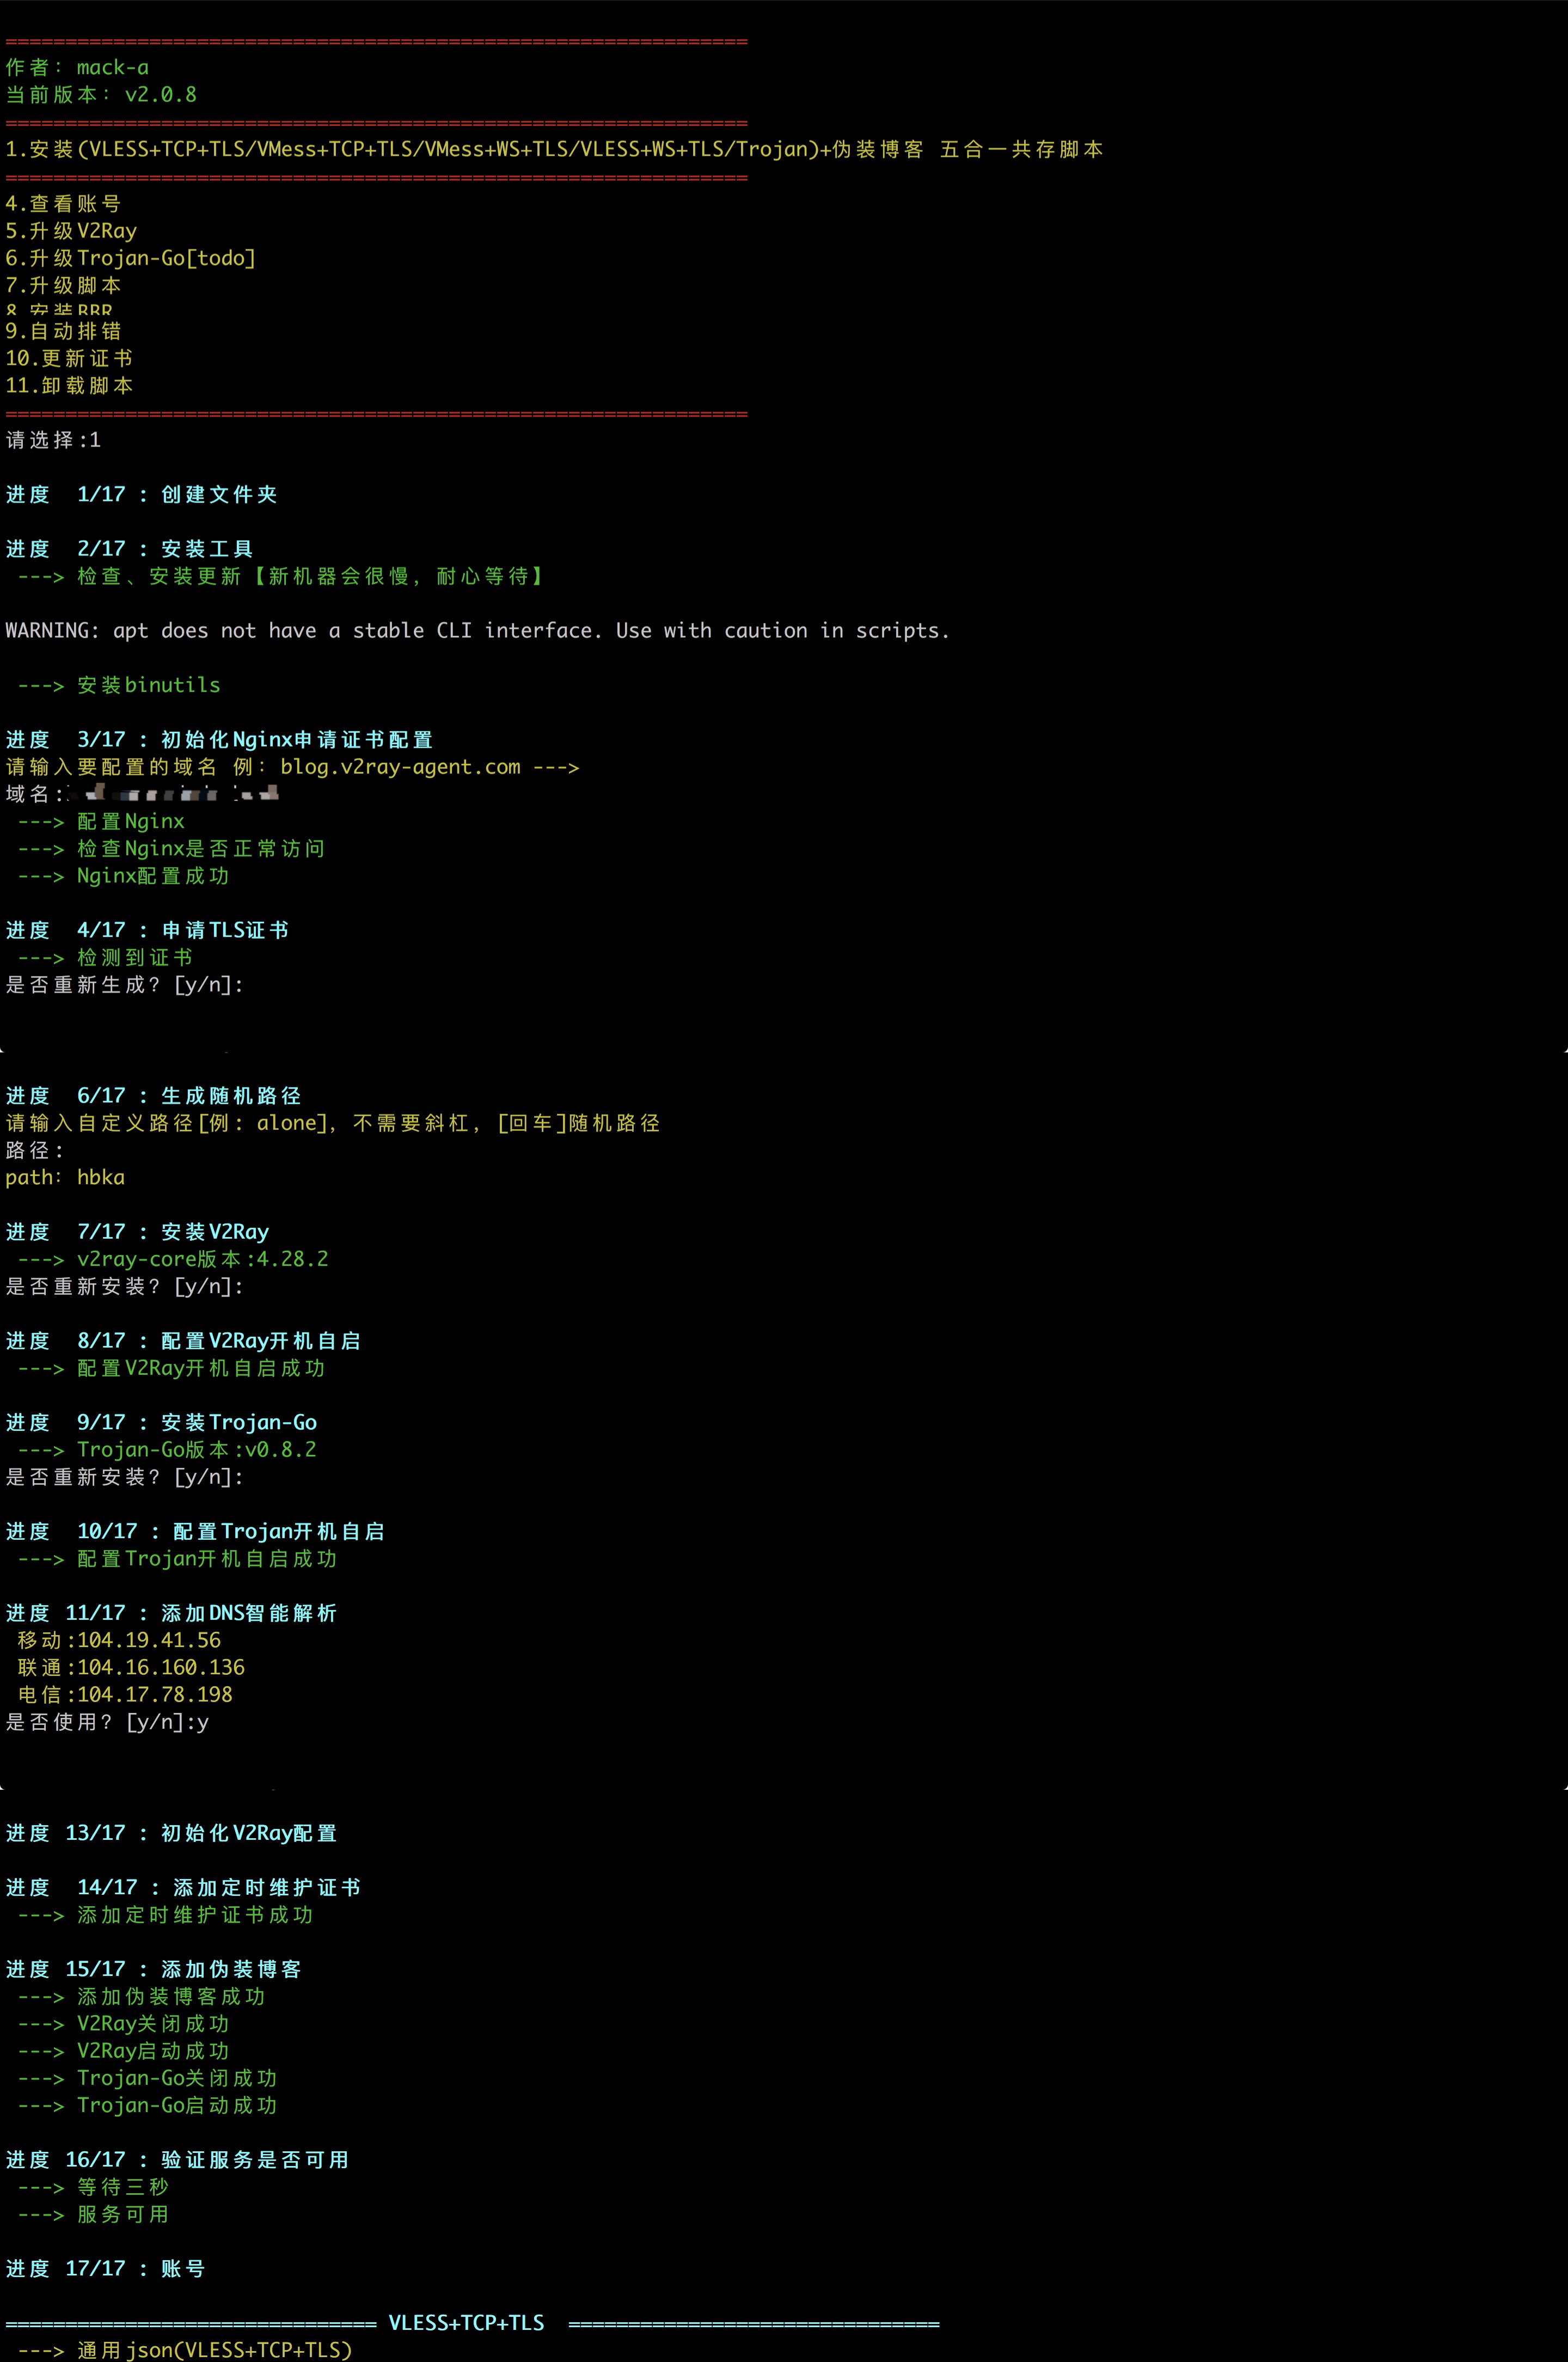 ==============================================================
作者：mack-a
当前版本：v2.0.8
==============================================================
1.安装(VLESS+TCP+TLS/VMess+TCP+TLS/VMess+WS+TLS/VLESS+WS+TLS/Trojan)+伪装博客 五合一共存脚本
==============================================================
4.查看账号
5.升级V2Ray
6.升级Trojan-Go[todo]
7.升级脚本
8.安装BBR
9.自动排错
10.更新证书
11.卸载脚本
==============================================================
请选择:1
进度  1/17 : 创建文件夹
进度  2/17 : 安装工具
 ---> 检查、安装更新【新机器会很慢，耐心等待】
WARNING: apt does not have a stable CLI interface. Use with caution in scripts.
 ---> 安装binutils
进度  3/17 : 初始化Nginx申请证书配置
请输入要配置的域名 例：blog.v2ray-agent.com --->
域名:
 ---> 配置Nginx
 ---> 检查Nginx是否正常访问
 ---> Nginx配置成功
进度  4/17 : 申请TLS证书
 ---> 检测到证书
是否重新生成？[y/n]:
进度  6/17 : 生成随机路径
请输入自定义路径[例: alone]，不需要斜杠，[回车]随机路径
路径:
path：hbka
进度  7/17 : 安装V2Ray
 ---> v2ray-core版本:4.28.2
是否重新安装？[y/n]:
进度  8/17 : 配置V2Ray开机自启
 ---> 配置V2Ray开机自启成功
进度  9/17 : 安装Trojan-Go
 ---> Trojan-Go版本:v0.8.2
是否重新安装？[y/n]:
进度  10/17 : 配置Trojan开机自启
 ---> 配置Trojan开机自启成功
进度 11/17 : 添加DNS智能解析
 移动:104.19.41.56
 联通:104.16.160.136
 电信:104.17.78.198
是否使用？[y/n]:y
进度 13/17 : 初始化V2Ray配置
进度  14/17 : 添加定时维护证书
 ---> 添加定时维护证书成功
进度 15/17 : 添加伪装博客
 ---> 添加伪装博客成功
 ---> V2Ray关闭成功
 ---> V2Ray启动成功
 ---> Trojan-Go关闭成功
 ---> Trojan-Go启动成功
进度 16/17 : 验证服务是否可用
 ---> 等待三秒
 ---> 服务可用
进度 17/17 : 账号
=============================== VLESS+TCP+TLS  ===============================
 ---> 通用json(VLESS+TCP+TLS)